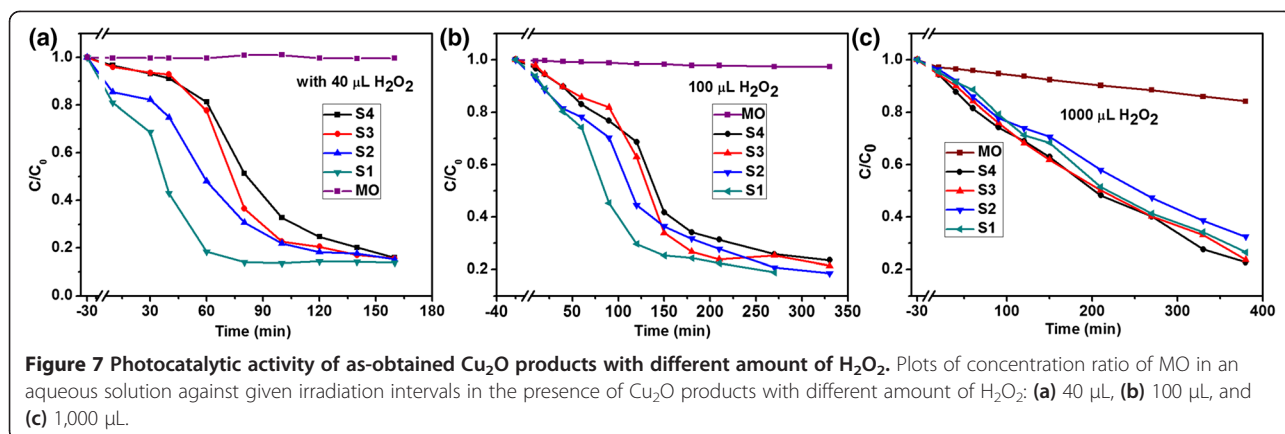 (a)
with 40 μL H₂O₂
S4
S3
S2
S1
MO
C/C₀
1.0
0.8
0.6
0.4
0.2
0.0
-30 30 60 90 120 150 180
Time (min)
(b)
100 μL H₂O₂
MO
S4
S3
S2
S1
C/C₀
1.0
0.8
0.6
0.4
0.2
-40 50 100 150 200 250 300 350
Time (min)
(c)
1000 μL H₂O₂
MO
S4
S3
S2
S1
C/C0
1.0
0.8
0.6
0.4
0.2
-30 100 200 300 400
Time (min)
Figure 7 Photocatalytic activity of as-obtained Cu₂O products with different amount of H₂O₂. Plots of concentration ratio of MO in an
aqueous solution against given irradiation intervals in the presence of Cu₂O products with different amount of H₂O₂: (a) 40 μL, (b) 100 μL, and
(c) 1,000 μL.